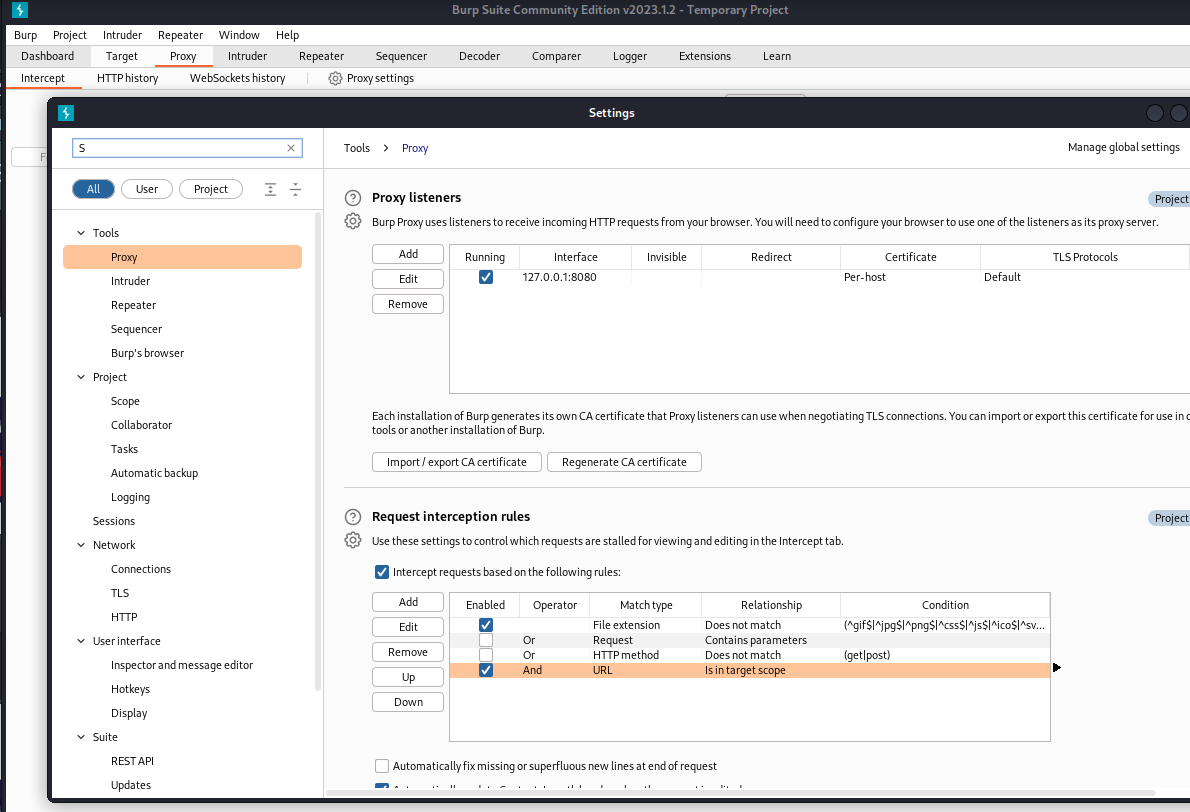 Burp Suite Community Edition v2023.1.2 - Temporary Project
Burp Project Intruder Repeater Window Help
Dashboard Target Proxy Intruder Repeater Sequencer Decoder Comparer Logger Extensions Learn
Intercept HTTP history WebSockets history Proxy settings
Settings
S
Tools > Proxy
Manage global settings
All User Project
Tools
Proxy
Intruder
Repeater
Sequencer
Burp's browser
Project
Scope
Collaborator
Tasks
Automatic backup
Logging
Sessions
Network
Connections
TLS
HTTP
User interface
Inspector and message editor
Hotkeys
Display
Suite
REST API
Updates
Proxy listeners
Project
Burp Proxy uses listeners to receive incoming HTTP requests from your browser. You will need to configure your browser to use one of the listeners as its proxy server.
Add
Edit
Remove
Running Interface Invisible Redirect Certificate TLS Protocols
127.0.0.1:8080 Per-host Default
Each installation of Burp generates its own CA certificate that Proxy listeners can use when negotiating TLS connections. You can import or export this certificate for use in
tools or another installation of Burp.
Import / export CA certificate Regenerate CA certificate
Request interception rules
Project
Use these settings to control which requests are stalled for viewing and editing in the Intercept tab.
Intercept requests based on the following rules:
Add
Edit
Remove
Up
Down
Enabled Operator Match type Relationship Condition
File extension Does not match (^gif$|^jpg$|^png$|^css$|^js$|^ico$|^sv...
Or Request Contains parameters
Or HTTP method Does not match (get|post)
And URL Is in target scope
Automatically fix missing or superfluous new lines at end of request